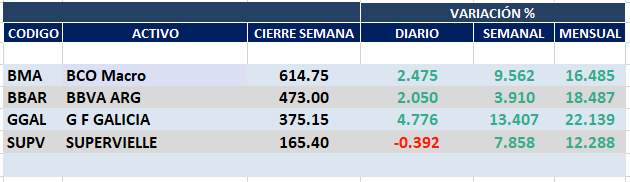 VARIACIÓN %
CODIGO ACTIVO CIERRE SEMANA DIARIO SEMANAL MENSUAL
BMA BCO Macro 614.75 2.475 9.562 16.485
BBAR BBVA ARG 473.00 2.050 3.910 18.487
GGAL G F GALICIA 375.15 4.776 13.407 22.139
SUPV SUPERVIELLE 165.40 -0.392 7.858 12.288